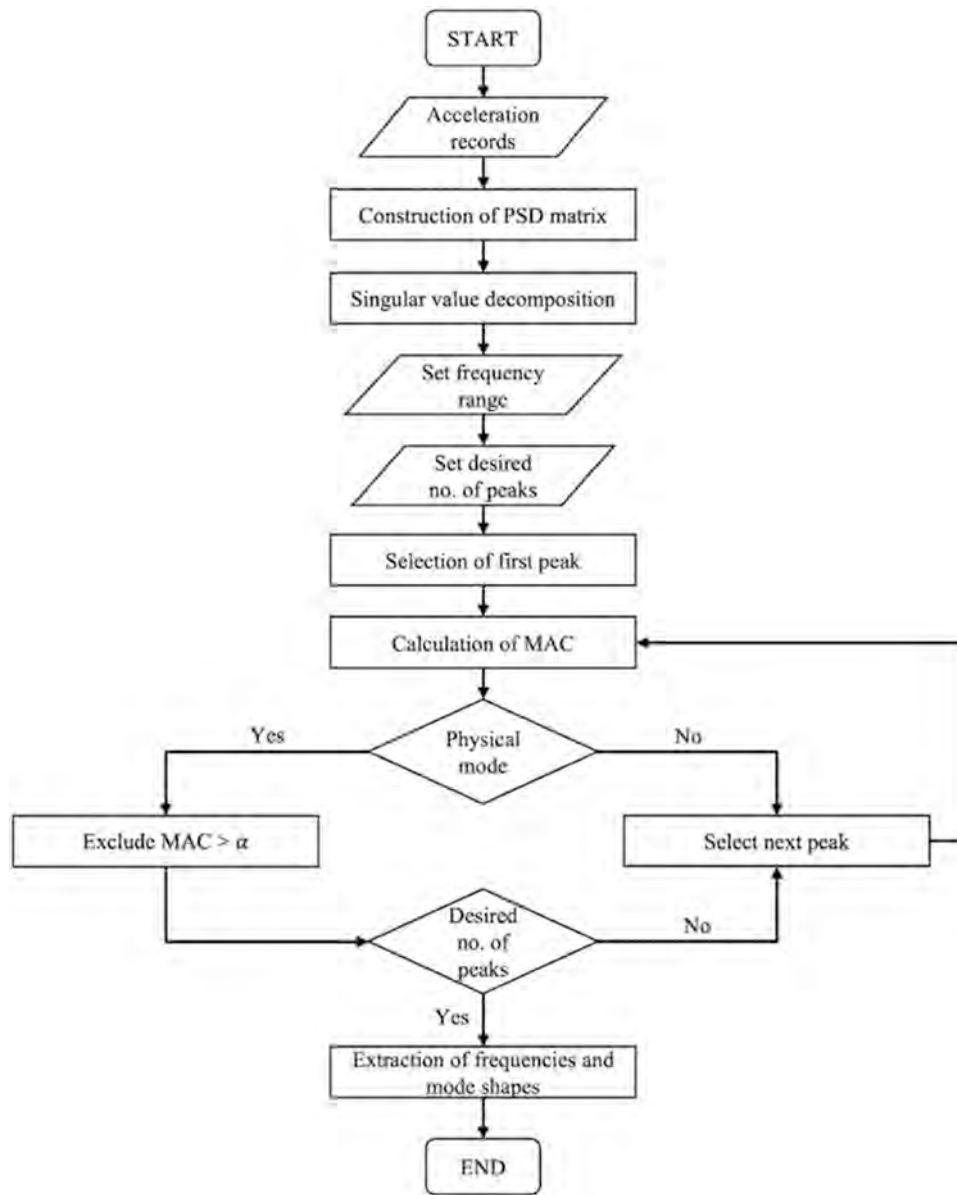 START
Acceleration
records
Construction of PSD matrix
Singular value decomposition
Set frequency
range
Set desired
no. of peaks
Selection of first peak
Calculation of MAC
Yes
Physical
mode
No
Exclude MAC > α
Select next peak
Desired
no. of
peaks
No
Yes
Extraction of frequencies and
mode shapes
END